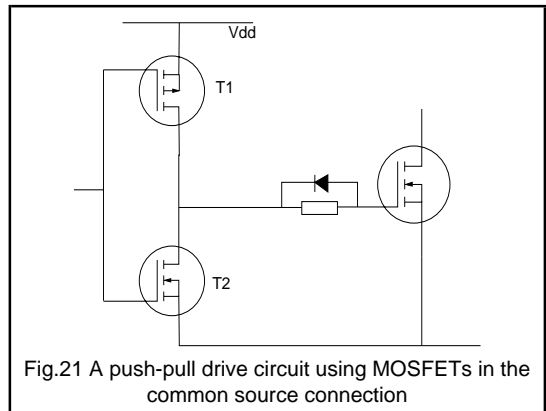 Vdd
T1
T2
Fig.21 A push-pull drive circuit using MOSFETs in the
common source connection